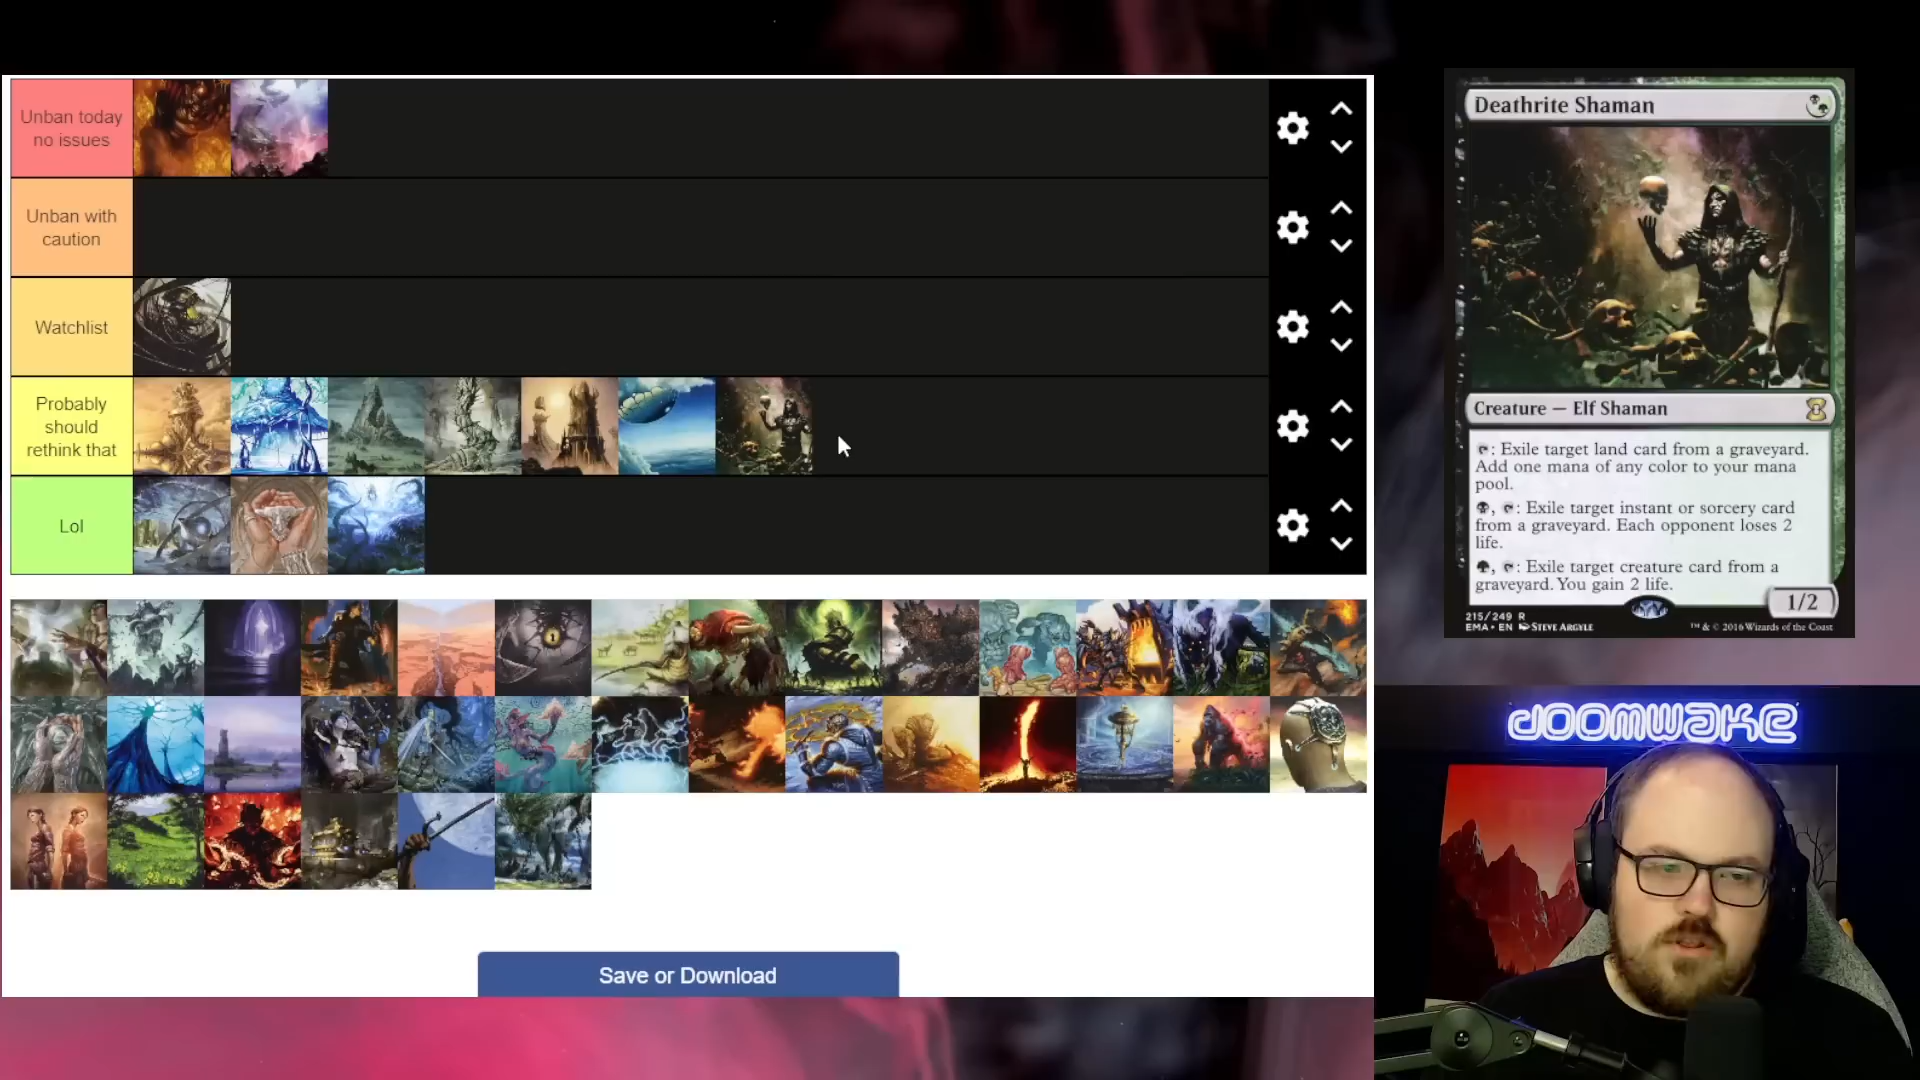 Unban today
no issues
Unban with
caution
Watchlist
Probably
should
rethink that
Lol
Save or Download
Deathrite Shaman
Creature — Elf Shaman
: Exile target land card from a graveyard.
Add one mana of any color to your mana
pool.
, : Exile target instant or sorcery card
from a graveyard. Each opponent loses 2
life.
, : Exile target creature card from a
graveyard. You gain 2 life.
1/2
215/249 R
EMA • EN STEVE ARGYLE
™ & © 2016 Wizards of the Coast
doomwake